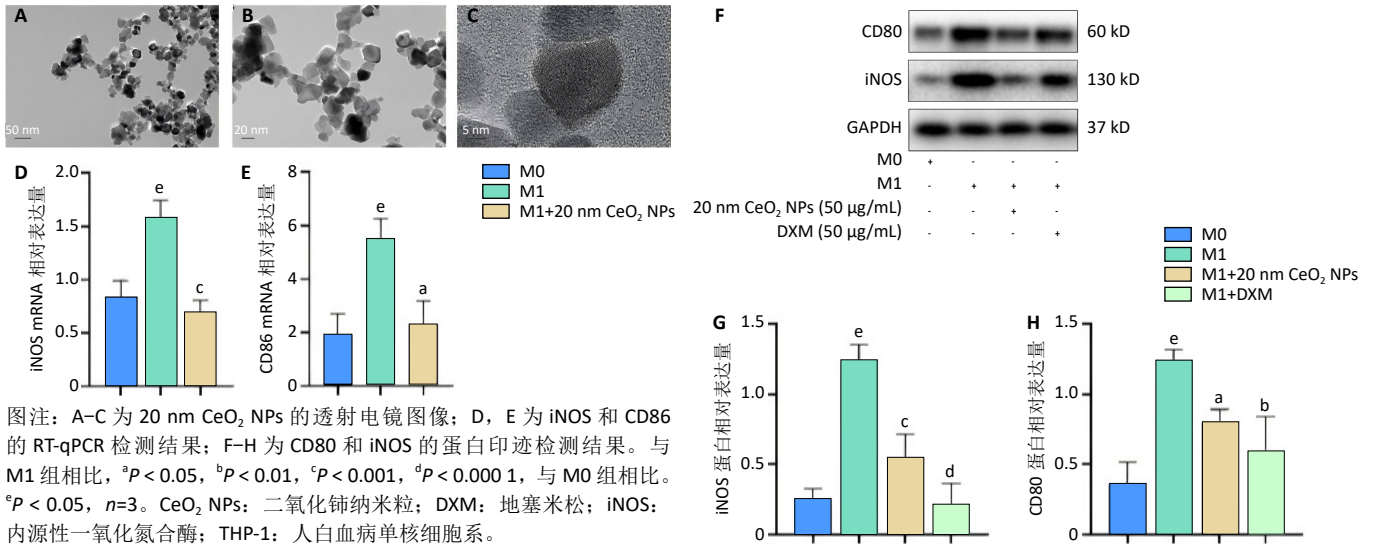 A
50 nm
B
20 nm
C
5 nm
D
iNOS mRNA 相对表达量
2.0
1.5
1.0
0.5
0
e
c
E
CD86 mRNA 相对表达量
8
6
4
2
0
e
a
M0
M1
M1+20 nm CeO₂ NPs
图注：A−C 为 20 nm CeO₂ NPs 的透射电镜图像；D，E 为 iNOS 和 CD86
的 RT-qPCR 检测结果；F−H 为 CD80 和 iNOS 的蛋白印迹检测结果。与
M1 组相比，ᵃP < 0.05，ᵇP < 0.01，ᶜP < 0.001，ᵈP < 0.000 1，与 M0 组相比。
ᵉP < 0.05，n=3。CeO₂ NPs：二氧化铈纳米粒；DXM：地塞米松；iNOS：
内源性一氧化氮合酶；THP-1：人白血病单核细胞系。
F
CD80 60 kD
iNOS 130 kD
GAPDH 37 kD
M0 + - - -
M1 - + + +
20 nm CeO₂ NPs (50 μg/mL) - - + -
DXM (50 μg/mL) - - - +
M0
M1
M1+20 nm CeO₂ NPs
M1+DXM
G
iNOS 蛋白相对表达量
1.5
1.0
0.5
0
e
c
d
H
CD80 蛋白相对表达量
1.5
1.0
0.5
0
e
a
b